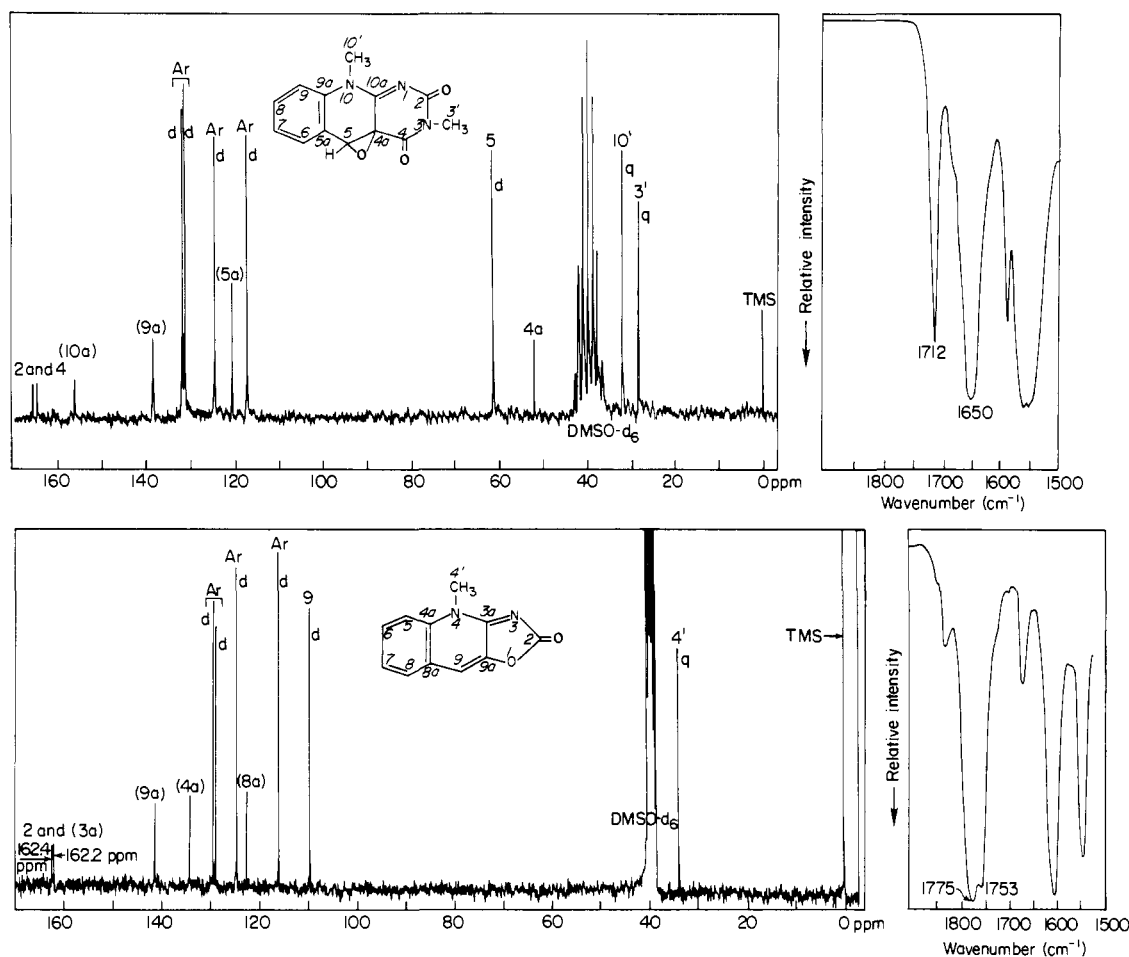 10'
CH₃
9a
10a
N
N
9
10
1
O
8
2
3'
7
3
N
CH₃
6
5a
5
4a
4
H
O
O
Ar
d d
Ar
d
Ar
d
5
d
10'
q
3'
q
(5a)
(9a)
(10a)
2 and 4
4a
TMS
DMSO-d₆
160 140 120 100 80 60 40 20 0 ppm
Relative intensity
1712
1650
1800 1700 1600 1500
Wavenumber (cm⁻¹)
4'
CH₃
4a
N
3a
N
5
4
3
6
2
O
7
1
O
8
8a
9
9a
Ar
d
Ar
d
Ar
d
9
d
4'
q
TMS
(9a)
(4a)
(8a)
2 and (3a)
162.4
ppm
162.2 ppm
DMSO-d₆
160 140 120 100 80 60 40 20 0 ppm
Relative intensity
1775
1753
1800 1700 1600 1500
Wavenumber (cm⁻¹)